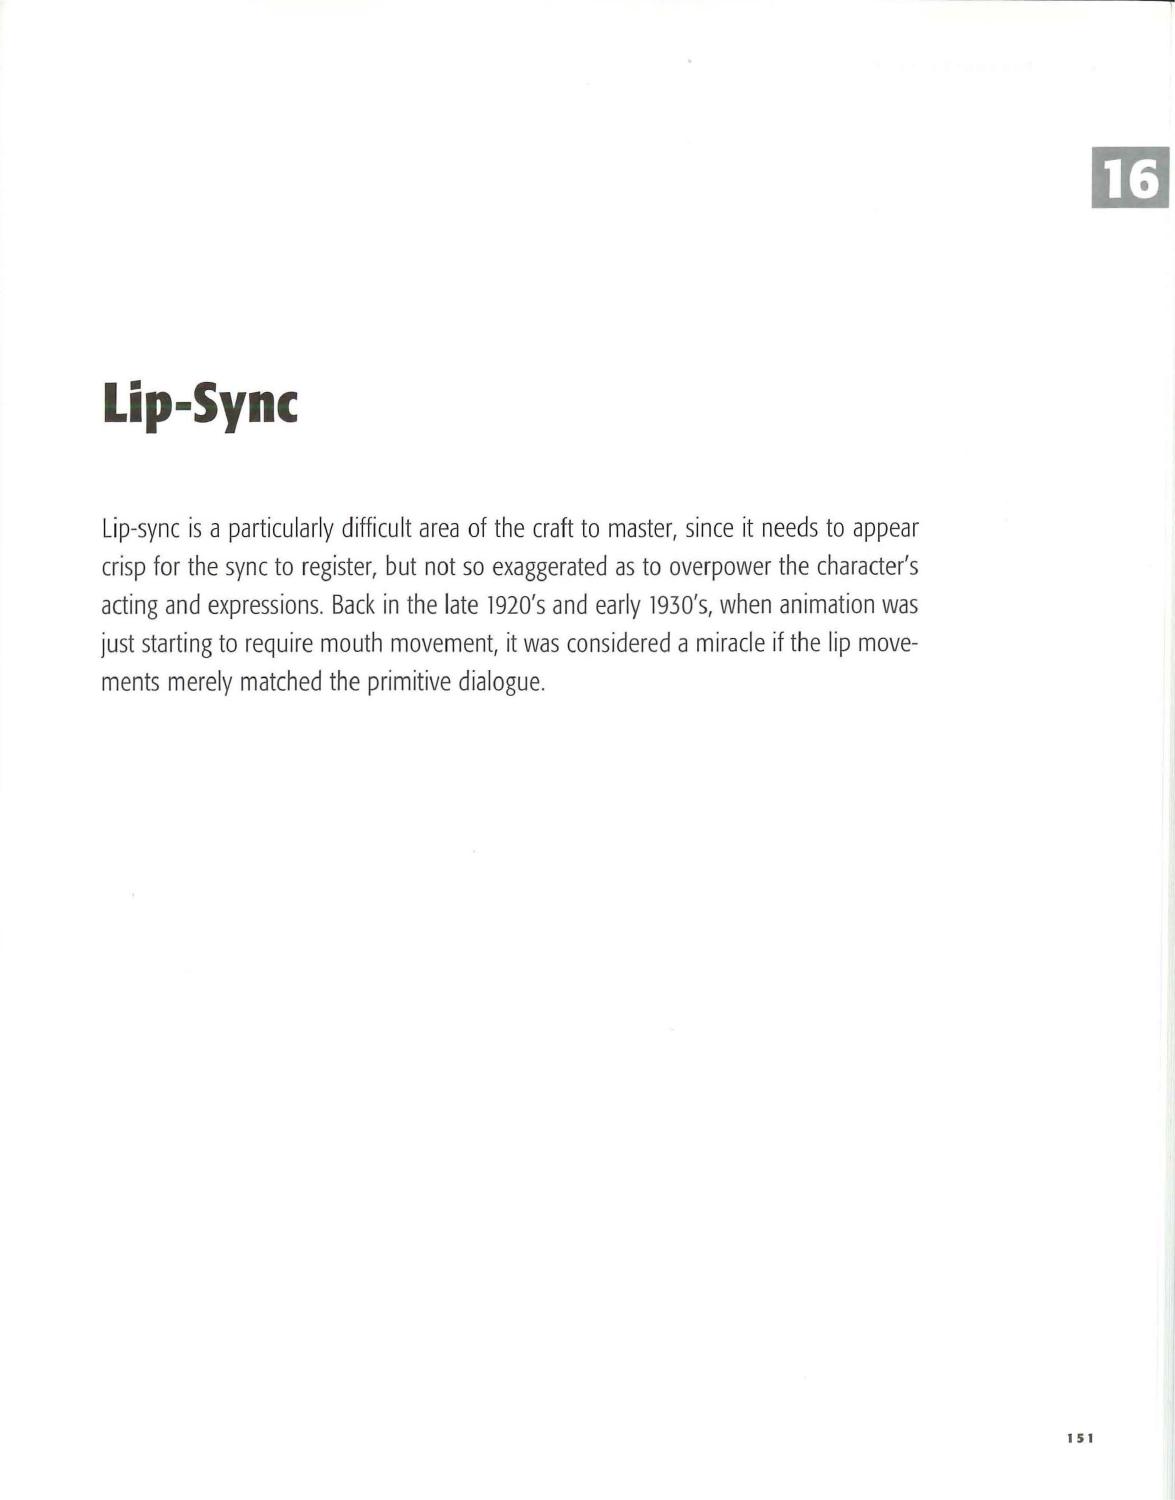 16
Lip-Sync
Lip-sync is a particularly difficult area of the craft to master, since it needs to appear
crisp for the sync to register, but not so exaggerated as to overpower the character's
acting and expressions. Back in the late 1920's and early 1930's, when animation was
just starting to require mouth movement, it was considered a miracle if the lip move-
ments merely matched the primitive dialogue.
151